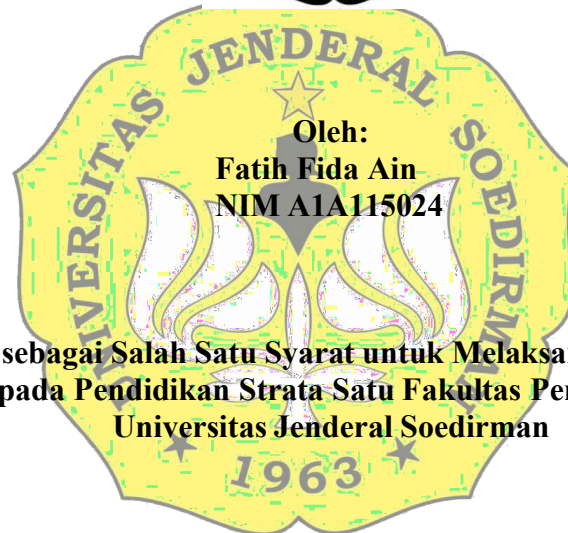 UNIVERSITAS JENDERAL SOEDIRMAN
Oleh:
Fatih Fida Ain
NIM A1A115024
sebagai Salah Satu Syarat untuk
pada Pendidikan Strata Satu Fakultas
Universitas Jenderal Soedirman
1963